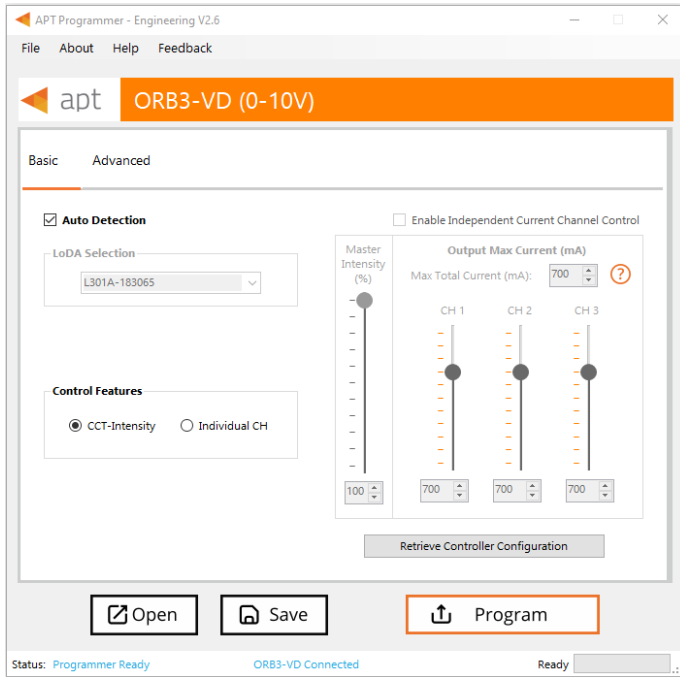 APT Programmer - Engineering V2.6
File About Help Feedback
apt ORB3-VD (0-10V)
Basic Advanced
Auto Detection
Enable Independent Current Channel Control
LoDA Selection
L301A-183065
Master Intensity (%)
Output Max Current (mA)
Max Total Current (mA): 700 ?
CH 1 CH 2 CH 3
Control Features
CCT-Intensity Individual CH
100 700 700 700
Retrieve Controller Configuration
Open Save Program
Status: Programmer Ready ORB3-VD Connected Ready